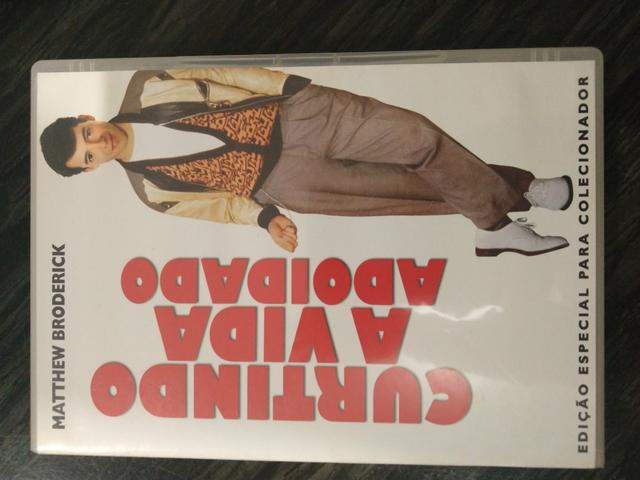 MATTHEW BRODERICK
CURTINDO
A VIDA
ADOIDADO
EDIÇÃO ESPECIAL PARA COLECIONADOR